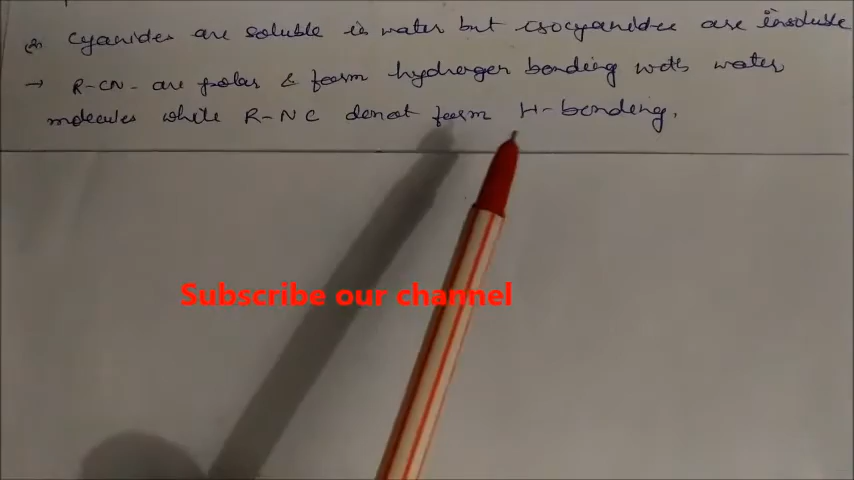 Cyanides are soluble in water but isocyanides are insoluble
→ R-CN- are polar & form hydrogen bonding with water
molecules while R-NC donot form H-bonding.
Subscribe our channel